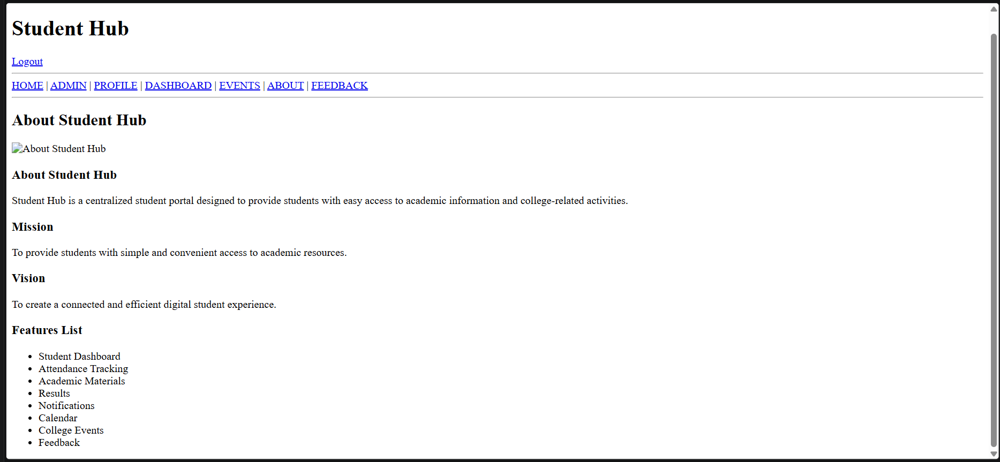 Student Hub
Logout
HOME | ADMIN | PROFILE | DASHBOARD | EVENTS | ABOUT | FEEDBACK
About Student Hub
About Student Hub
About Student Hub
Student Hub is a centralized student portal designed to provide students with easy access to academic information and college-related activities.
Mission
To provide students with simple and convenient access to academic resources.
Vision
To create a connected and efficient digital student experience.
Features List
• Student Dashboard
• Attendance Tracking
• Academic Materials
• Results
• Notifications
• Calendar
• College Events
• Feedback